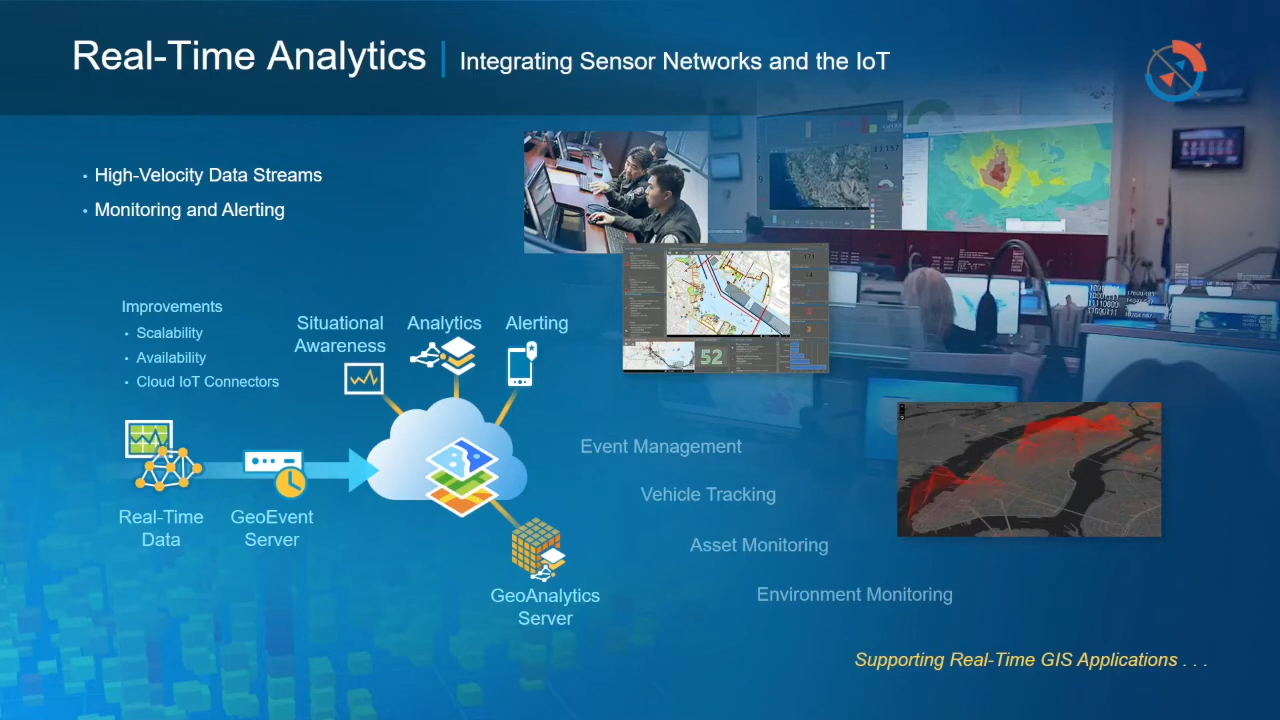 Real-Time Analytics | Integrating Sensor Networks and the IoT
• High-Velocity Data Streams
• Monitoring and Alerting
Improvements
• Scalability
• Availability
• Cloud IoT Connectors
Situational
Awareness
Analytics
Alerting
Real-Time
Data
GeoEvent
Server
GeoAnalytics
Server
52
Event Management
Vehicle Tracking
Asset Monitoring
Environment Monitoring
Supporting Real-Time GIS Applications . . .